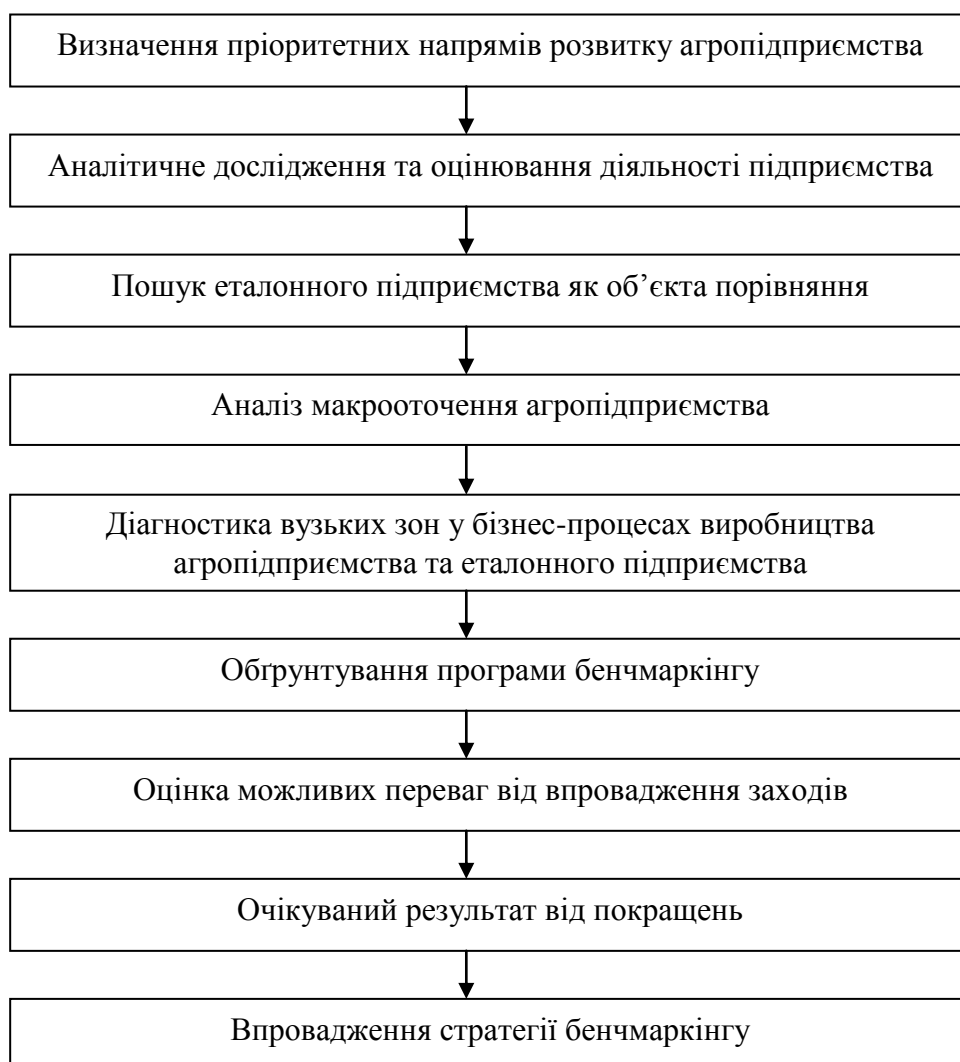 Визначення пріоритетних напрямів розвитку агропідприємства
Аналітичне дослідження та оцінювання діяльності підприємства
Пошук еталонного підприємства як об’єкта порівняння
Аналіз макрооточення агропідприємства
Діагностика вузьких зон у бізнес-процесах виробництва
агропідприємства та еталонного підприємства
Обґрунтування програми бенчмаркінгу
Оцінка можливих переваг від впровадження заходів
Очікуваний результат від покращень
Впровадження стратегії бенчмаркінгу